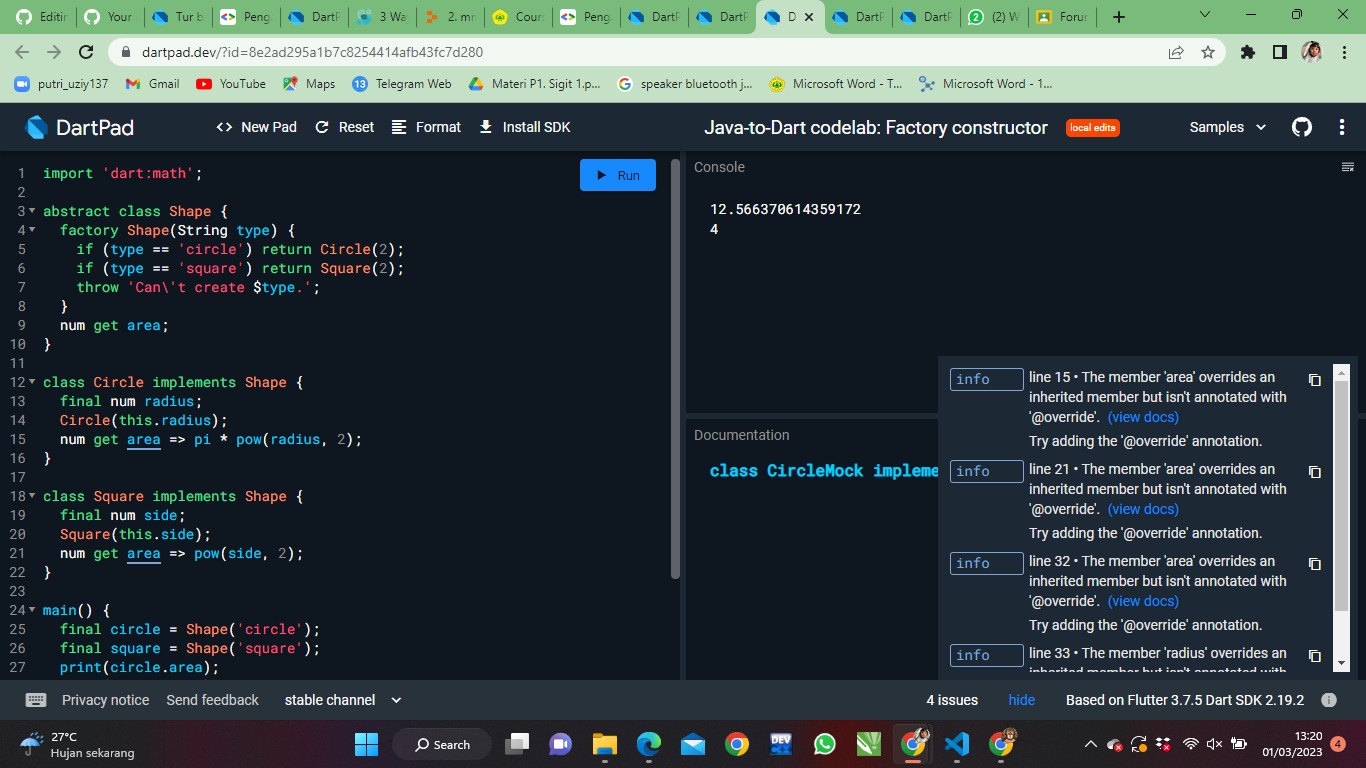 Editin
Your
Tur b
Peng
DartP
3 Wa
2. mn
Cours
Peng
DartP
DartP
D
DartP
DartP
(2) W
Forum
dartpad.dev/?id=8e2ad295a1b7c8254414afb43fc7d280
putri_uziy137
Gmail
YouTube
Maps
Telegram Web
Materi P1. Sigit 1.p...
speaker bluetooth j...
Microsoft Word - T...
Microsoft Word - 1...
DartPad
<> New Pad
Reset
Format
Install SDK
Java-to-Dart codelab: Factory constructor
local edits
Samples
Run
1 import 'dart:math';
2
3 abstract class Shape {
4 factory Shape(String type) {
5 if (type == 'circle') return Circle(2);
6 if (type == 'square') return Square(2);
7 throw 'Can\'t create $type.';
8 }
9 num get area;
10 }
11
12 class Circle implements Shape {
13 final num radius;
14 Circle(this.radius);
15 num get area => pi * pow(radius, 2);
16 }
17
18 class Square implements Shape {
19 final num side;
20 Square(this.side);
21 num get area => pow(side, 2);
22 }
23
24 main() {
25 final circle = Shape('circle');
26 final square = Shape('square');
27 print(circle.area);
Console
12.566370614359172
4
Documentation
class CircleMock impleme
info
line 15 • The member 'area' overrides an
inherited member but isn't annotated with
'@override'. (view docs)
Try adding the '@override' annotation.
info
line 21 • The member 'area' overrides an
inherited member but isn't annotated with
'@override'. (view docs)
Try adding the '@override' annotation.
info
line 32 • The member 'area' overrides an
inherited member but isn't annotated with
'@override'. (view docs)
Try adding the '@override' annotation.
info
line 33 • The member 'radius' overrides an
inherited member but isn't annotated with
Privacy notice
Send feedback
stable channel
4 issues
hide
Based on Flutter 3.7.5 Dart SDK 2.19.2
27°C
Hujan sekarang
Search
DEV
13:20
01/03/2023
4